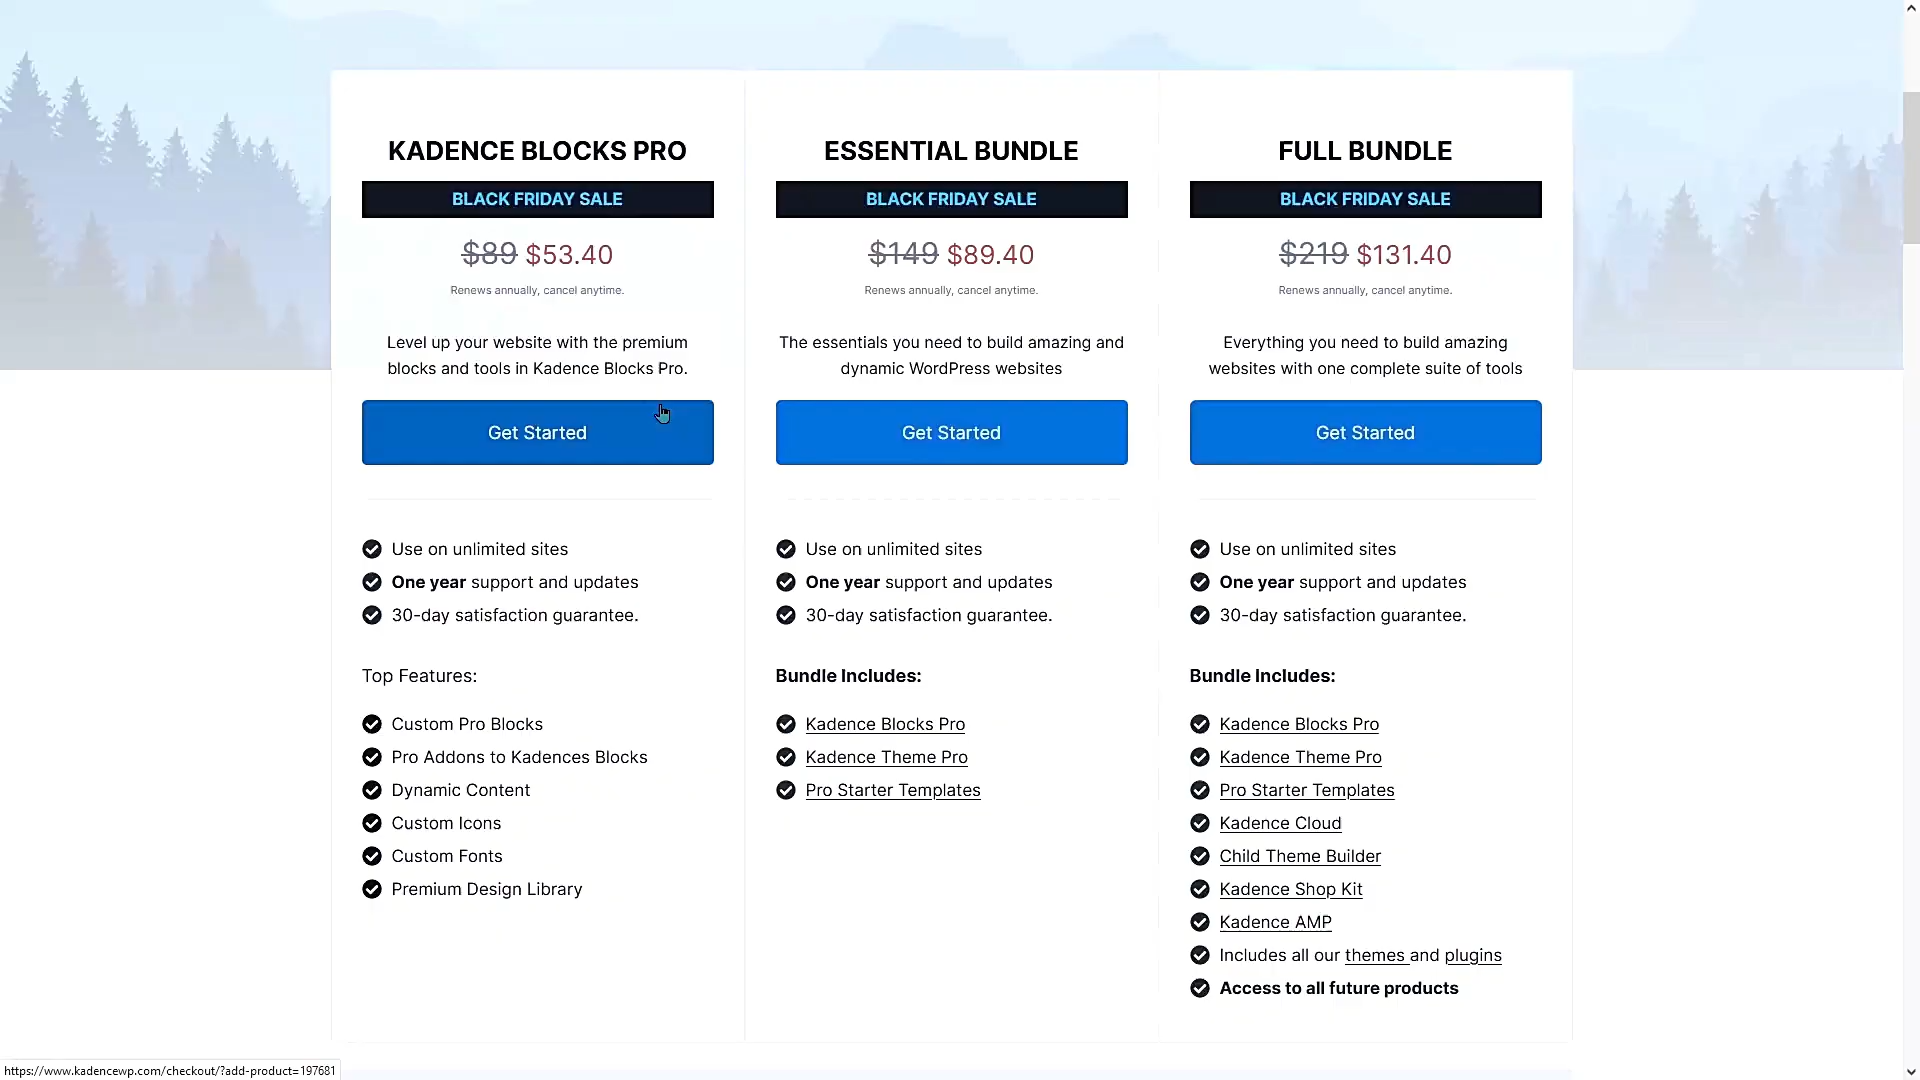 KADENCE BLOCKS PRO
BLACK FRIDAY SALE
$89 $53.40
Renews annually, cancel anytime.
Level up your website with the premium
blocks and tools in Kadence Blocks Pro.
Get Started
Use on unlimited sites
One year support and updates
30-day satisfaction guarantee.
Top Features:
Custom Pro Blocks
Pro Addons to Kadences Blocks
Dynamic Content
Custom Icons
Custom Fonts
Premium Design Library
ESSENTIAL BUNDLE
BLACK FRIDAY SALE
$149 $89.40
Renews annually, cancel anytime.
The essentials you need to build amazing and
dynamic WordPress websites
Get Started
Use on unlimited sites
One year support and updates
30-day satisfaction guarantee.
Bundle Includes:
Kadence Blocks Pro
Kadence Theme Pro
Pro Starter Templates
FULL BUNDLE
BLACK FRIDAY SALE
$219 $131.40
Renews annually, cancel anytime.
Everything you need to build amazing
websites with one complete suite of tools
Get Started
Use on unlimited sites
One year support and updates
30-day satisfaction guarantee.
Bundle Includes:
Kadence Blocks Pro
Kadence Theme Pro
Pro Starter Templates
Kadence Cloud
Child Theme Builder
Kadence Shop Kit
Kadence AMP
Includes all our themes and plugins
Access to all future products
https://www.kadencewp.com/checkout/?add-product=197681